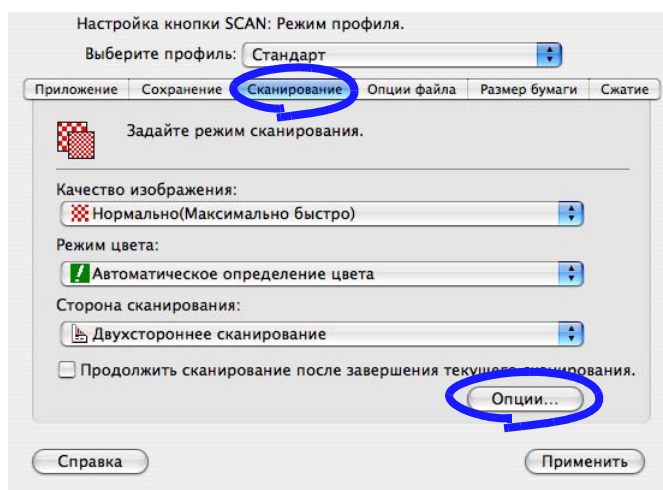 Настройка кнопки SCAN: Режим профиля.
Выберите профиль: Стандарт
Приложение Сохранение Сканирование Опции файла Размер бумаги Сжатие
Задайте режим сканирования.
Качество изображения:
Нормально(Максимально быстро)
Режим цвета:
Автоматическое определение цвета
Сторона сканирования:
Двухстороннее сканирование
Продолжить сканирование после завершения текущего сканирования.
Опции...
Справка Применить